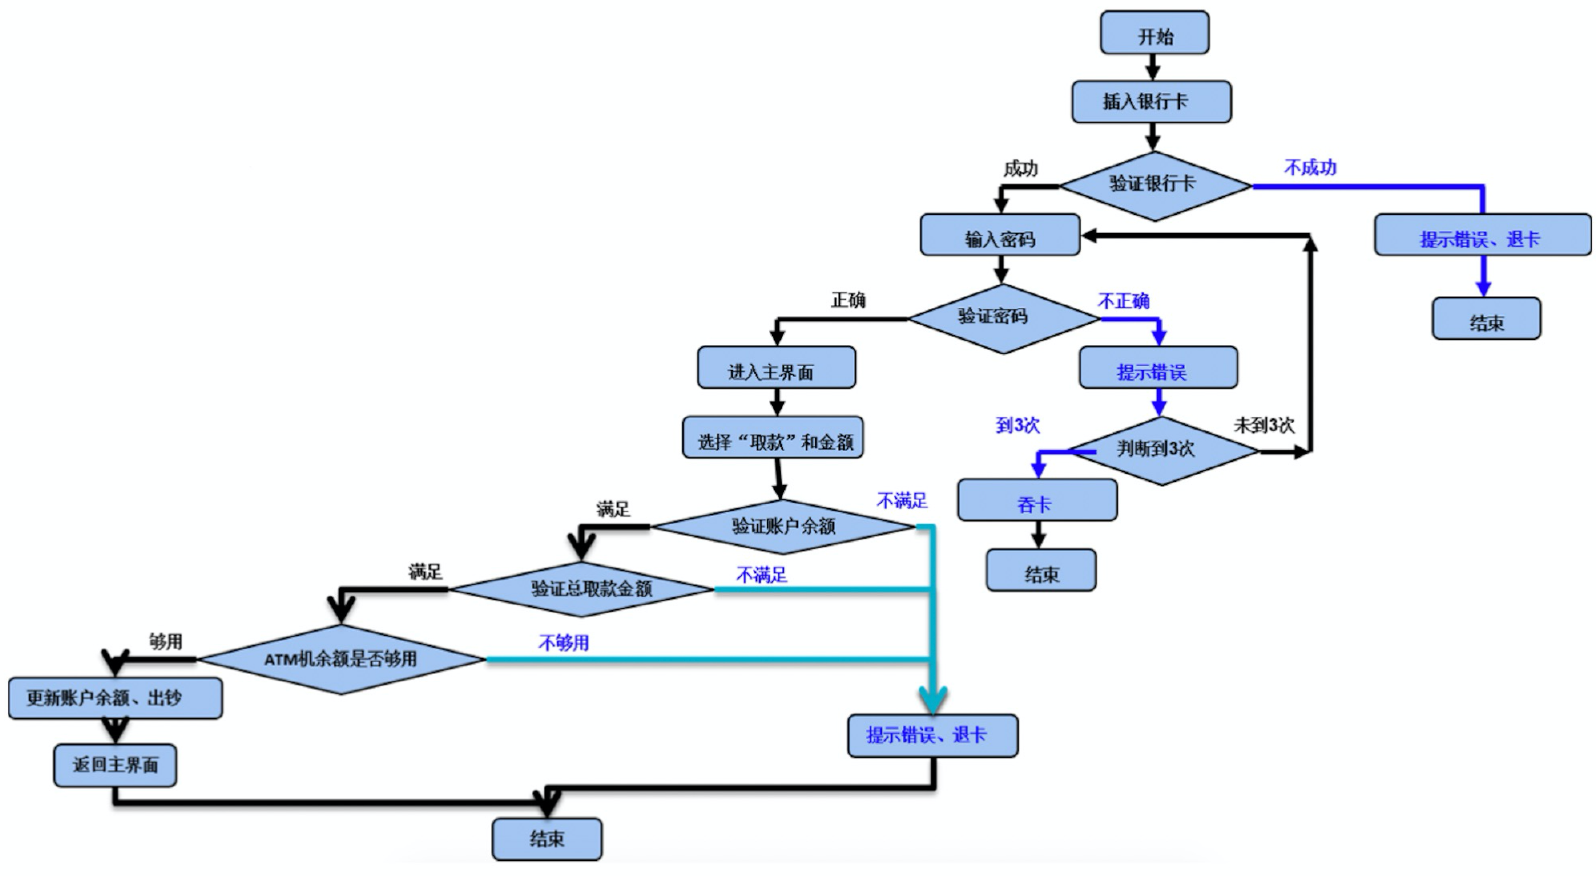 开始
插入银行卡
成功
验证银行卡
不成功
输入密码
提示错误、退卡
正确
验证密码
不正确
结束
进入主界面
提示错误
到3次
判断到3次
未到3次
选择“取款”和金额
吞卡
满足
验证账户余额
不满足
结束
满足
验证总取款金额
不满足
够用
ATM机余额是否够用
不够用
更新账户余额、出钞
提示错误、退卡
返回主界面
结束